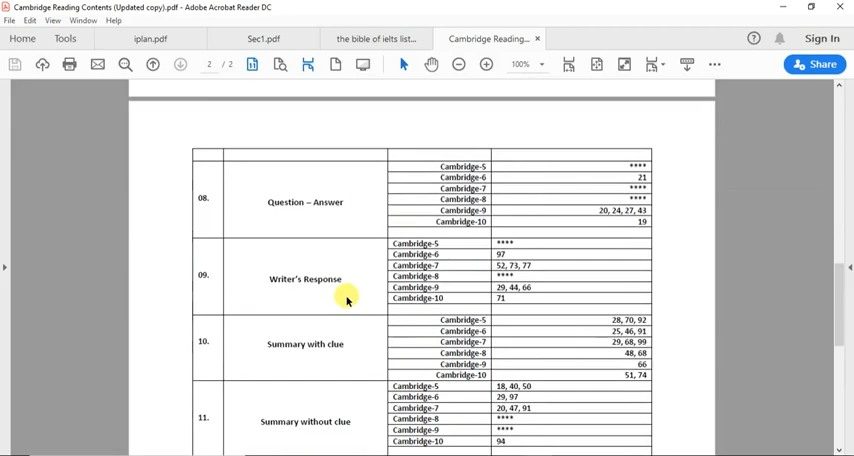 Cambridge Reading Contents (Updated copy).pdf - Adobe Acrobat Reader DC
File Edit View Window Help
Home Tools iplan.pdf Sec1.pdf the bible of ielts list... Cambridge Reading... × Sign In
2 / 2 100% Share
08. Question – Answer
Cambridge-5 ****
Cambridge-6 21
Cambridge-7 ****
Cambridge-8 ****
Cambridge-9 20, 24, 27, 43
Cambridge-10 19
09. Writer's Response
Cambridge-5 ****
Cambridge-6 97
Cambridge-7 52, 73, 77
Cambridge-8 ****
Cambridge-9 29, 44, 66
Cambridge-10 71
10. Summary with clue
Cambridge-5 28, 70, 92
Cambridge-6 25, 46, 91
Cambridge-7 29, 68, 99
Cambridge-8 48, 68
Cambridge-9 66
Cambridge-10 51, 74
11. Summary without clue
Cambridge-5 18, 40, 50
Cambridge-6 29, 97
Cambridge-7 20, 47, 91
Cambridge-8 ****
Cambridge-9 ****
Cambridge-10 94